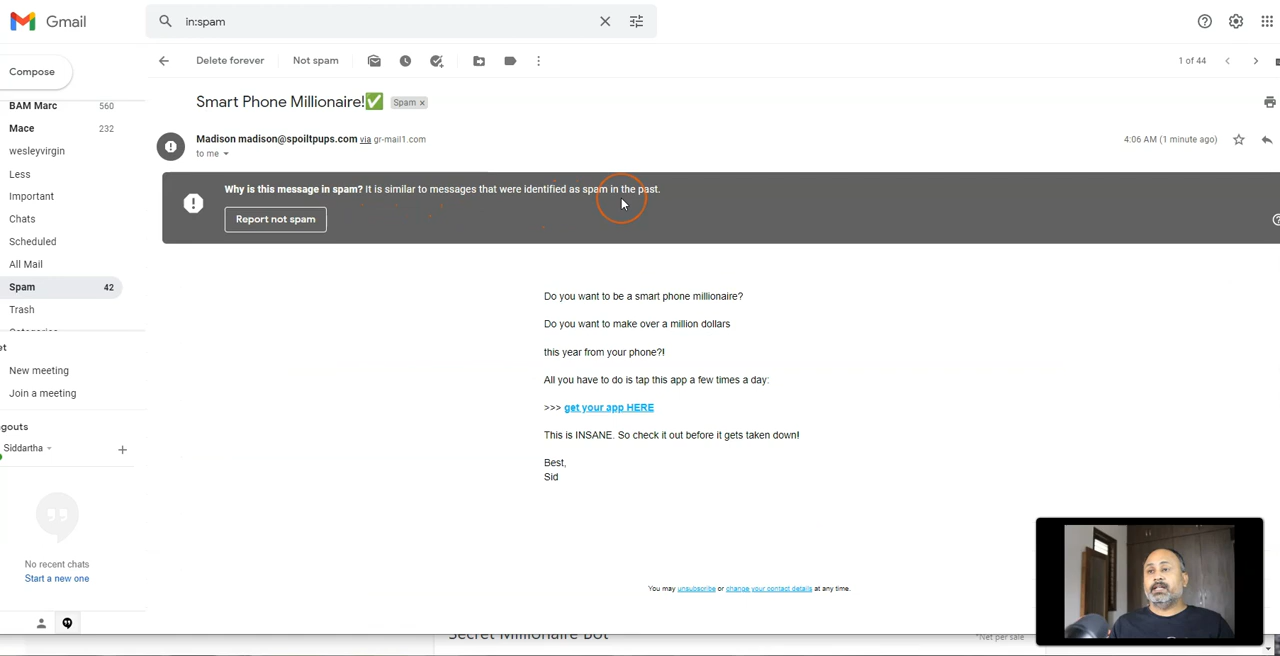 Gmail
in:spam
Compose
Delete forever
Not spam
1 of 44
BAM Marc 560
Mace 232
wesleyvirgin
Less
Important
Chats
Scheduled
All Mail
Spam 42
Trash
New meeting
Join a meeting
gouts
Siddartha
No recent chats
Start a new one
Smart Phone Millionaire!✅ Spam x
Madison madison@spoiltpups.com via gr-mail1.com
4:06 AM (1 minute ago)
to me
Why is this message in spam? It is similar to messages that were identified as spam in the past.
Report not spam
Do you want to be a smart phone millionaire?
Do you want to make over a million dollars
this year from your phone?!
All you have to do is tap this app a few times a day:
>>> get your app HERE
This is INSANE. So check it out before it gets taken down!
Best,
Sid
You may unsubscribe or change your contact details at any time.
Secret Millionaire Bot
*Net per sale